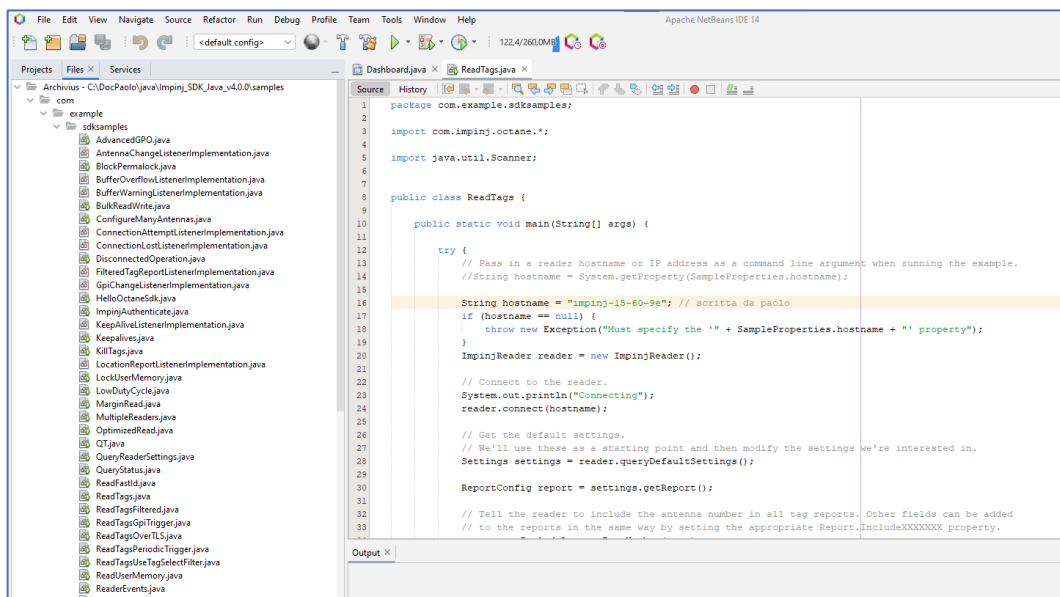 File Edit View Navigate Source Refactor Run Debug Profile Team Tools Window Help
Apache NetBeans IDE 14
<default config>
122,4/260,0MB
Projects Files × Services
Dashboard.java × ReadTags.java ×
Archivius - C:\DocPaolo\java\Impinj_SDK_Java_v4.0.0\samples
com
example
sdksamples
AdvancedGPO.java
AntennaChangeListenerImplementation.java
BlockPermalock.java
BufferOverflowListenerImplementation.java
BufferWarningListenerImplementation.java
BulkReadWrite.java
ConfigureManyAntennas.java
ConnectionAttemptListenerImplementation.java
ConnectionLostListenerImplementation.java
DisconnectedOperation.java
FilteredTagReportListenerImplementation.java
GpiChangeListenerImplementation.java
HelloOctaneSdk.java
ImpinjAuthenticate.java
KeepAliveListenerImplementation.java
Keepalives.java
KillTags.java
LocationReportListenerImplementation.java
LockUserMemory.java
LowDutyCycle.java
MarginRead.java
MultipleReaders.java
OptimizedRead.java
QT.java
QueryReaderSettings.java
QueryStatus.java
ReadFastId.java
ReadTags.java
ReadTagsFiltered.java
ReadTagsGpiTrigger.java
ReadTagsOverTLS.java
ReadTagsPeriodicTrigger.java
ReadTagsUseTagSelectFilter.java
ReadUserMemory.java
ReaderEvents.java
Source History
1 package com.example.sdksamples;
2
3 import com.impinj.octane.*;
4
5 import java.util.Scanner;
6
7
8 public class ReadTags {
9
10 public static void main(String[] args) {
11
12 try {
13 // Pass in a reader hostname or IP address as a command line argument when running the example.
14 //String hostname = System.getProperty(SampleProperties.hostname);
15
16 String hostname = "impinj-15-60-9e"; // scritta da paolo
17 if (hostname == null) {
18 throw new Exception("Must specify the '" + SampleProperties.hostname + "' property");
19 }
20 ImpinjReader reader = new ImpinjReader();
21
22 // Connect to the reader.
23 System.out.println("Connecting");
24 reader.connect(hostname);
25
26 // Get the default settings.
27 // We'll use these as a starting point and then modify the settings we're interested in.
28 Settings settings = reader.queryDefaultSettings();
29
30 ReportConfig report = settings.getReport();
31
32 // Tell the reader to include the antenna number in all tag reports. Other fields can be added
33 // to the reports in the same way by setting the appropriate Report.IncludeXXXXXXX property.
Output ×